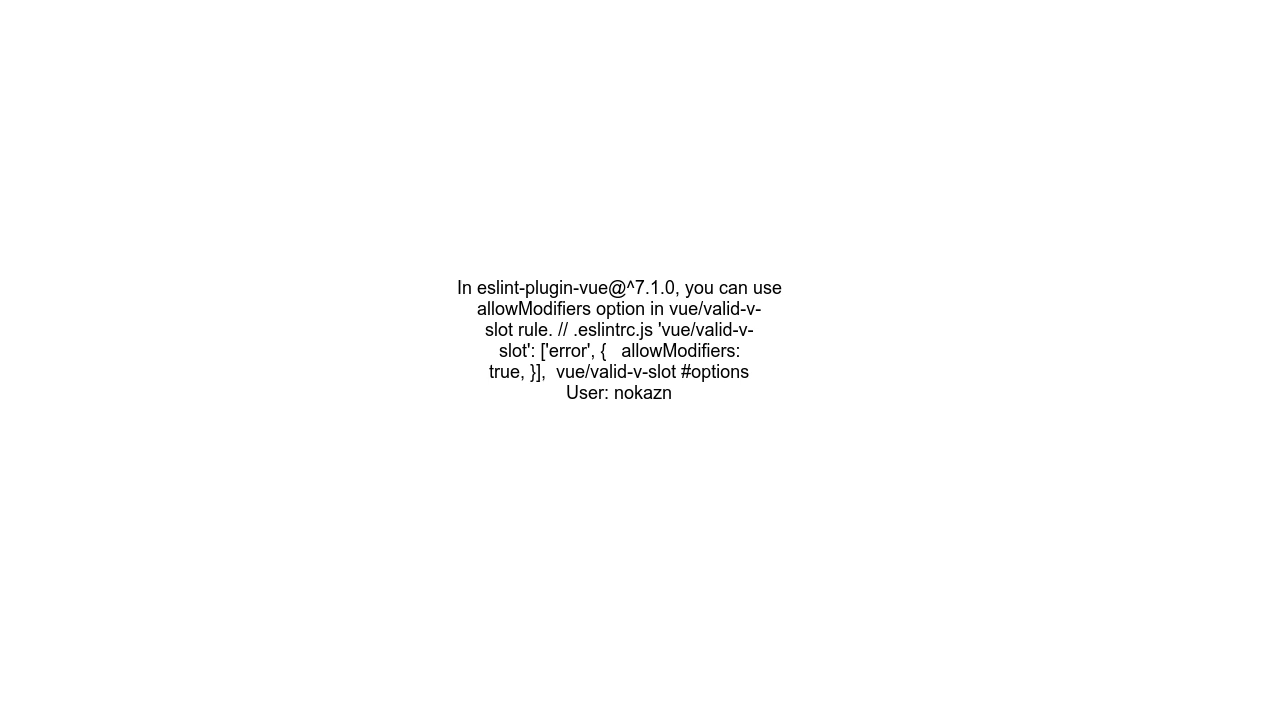 In eslint-plugin-vue@^7.1.0, you can use
allowModifiers option in vue/valid-v-
slot rule. // .eslintrc.js 'vue/valid-v-
slot': ['error', {   allowModifiers:
true, }],  vue/valid-v-slot #options
User: nokazn